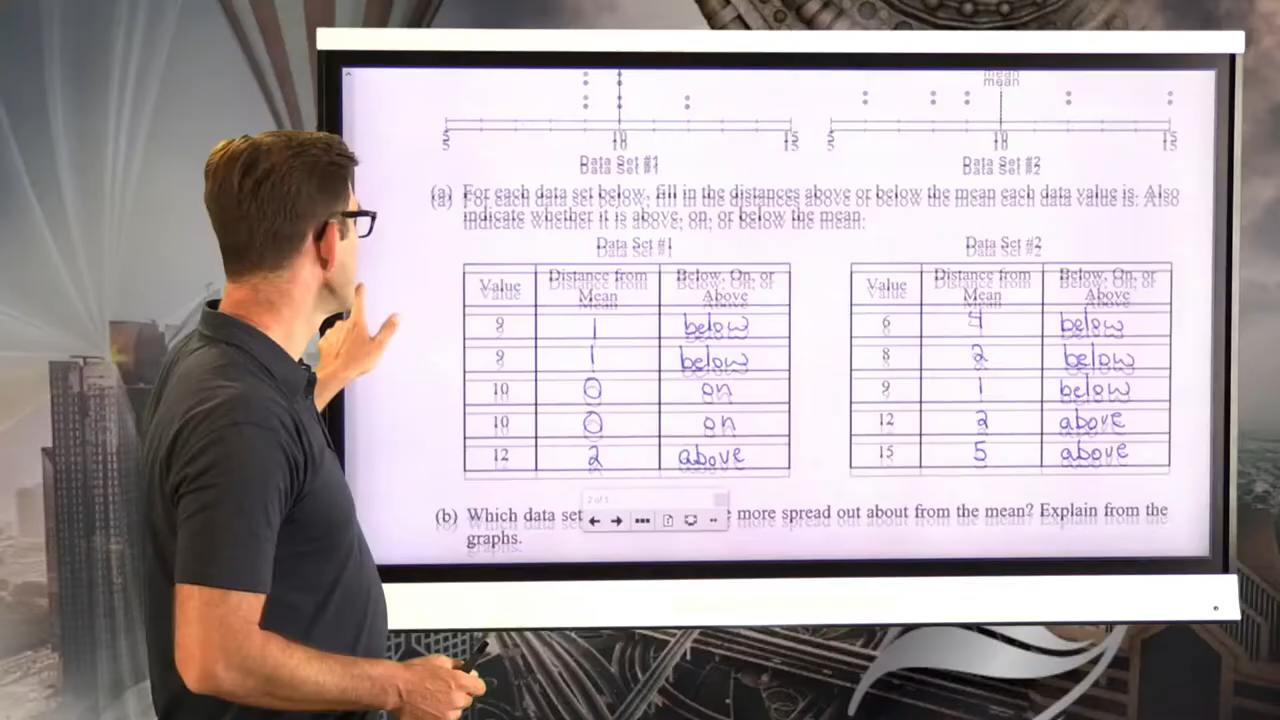 mean
5 10 15 5 10 15
Data Set #1 Data Set #2
(a) For each data set below, fill in the distances above or below the mean each data value is. Also
indicate whether it is above, on, or below the mean.
Data Set #1 Data Set #2
Value Distance from Mean Below, On, or Above
9 1 below
9 1 below
10 0 on
10 0 on
12 2 above
Value Distance from Mean Below, On, or Above
6 4 below
8 2 below
9 1 below
12 2 above
15 5 above
(b) Which data set more spread out about from the mean? Explain from the
graphs.